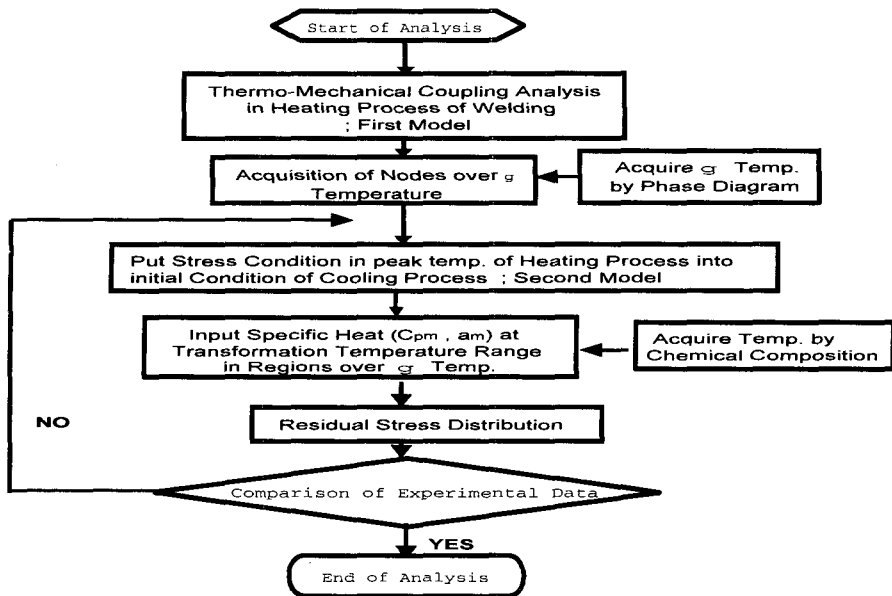 Start of Analysis
Thermo-Mechanical Coupling Analysis
in Heating Process of Welding
; First Model
Acquisition of Nodes over g
Temperature
Acquire g Temp.
by Phase Diagram
Put Stress Condition in peak temp. of Heating Process into
initial Condition of Cooling Process ; Second Model
Input Specific Heat (Cpm , am) at
Transformation Temperature Range
in Regions over g Temp.
Acquire Temp. by
Chemical Composition
NO
Residual Stress Distribution
Comparison of Experimental Data
YES
End of Analysis